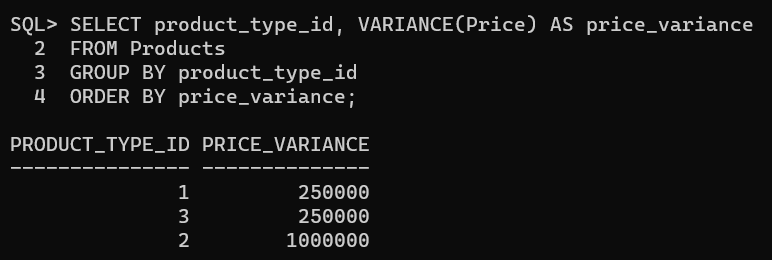 SQL> SELECT product_type_id, VARIANCE(Price) AS price_variance
  2  FROM Products
  3  GROUP BY product_type_id
  4  ORDER BY price_variance;

PRODUCT_TYPE_ID PRICE_VARIANCE
--------------- --------------
              1         250000
              3         250000
              2        1000000